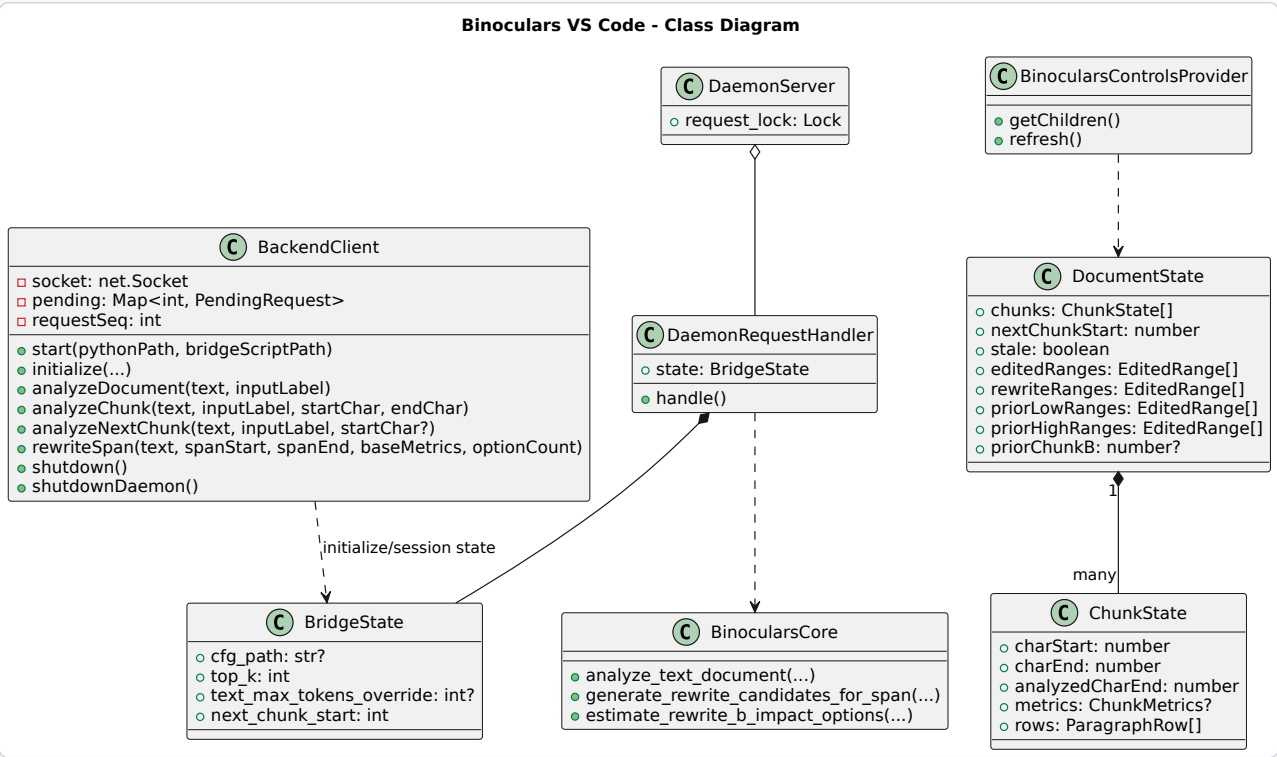 Binoculars VS Code - Class Diagram
C DaemonServer
request_lock: Lock
C BinocularsControlsProvider
getChildren()
refresh()
C BackendClient
socket: net.Socket
pending: Map<int, PendingRequest>
requestSeq: int
start(pythonPath, bridgeScriptPath)
initialize(...)
analyzeDocument(text, inputLabel)
analyzeChunk(text, inputLabel, startChar, endChar)
analyzeNextChunk(text, inputLabel, startChar?)
rewriteSpan(text, spanStart, spanEnd, baseMetrics, optionCount)
shutdown()
shutdownDaemon()
C DaemonRequestHandler
state: BridgeState
handle()
C DocumentState
chunks: ChunkState[]
nextChunkStart: number
stale: boolean
editedRanges: EditedRange[]
rewriteRanges: EditedRange[]
priorLowRanges: EditedRange[]
priorHighRanges: EditedRange[]
priorChunkB: number?
1
many
initialize/session state
C BridgeState
cfg_path: str?
top_k: int
text_max_tokens_override: int?
next_chunk_start: int
C BinocularsCore
analyze_text_document(...)
generate_rewrite_candidates_for_span(...)
estimate_rewrite_b_impact_options(...)
C ChunkState
charStart: number
charEnd: number
analyzedCharEnd: number
metrics: ChunkMetrics?
rows: ParagraphRow[]